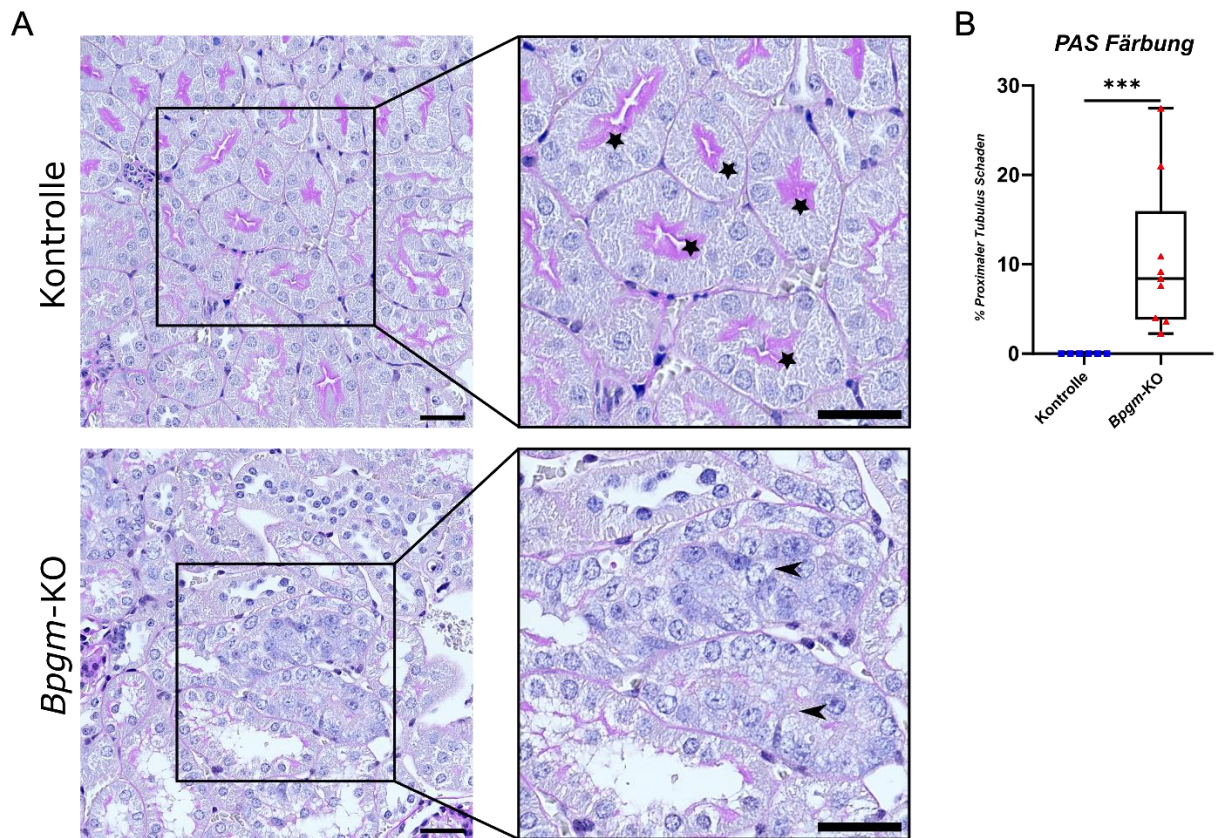 A
Kontrolle
Bpgm-KO
B
PAS Färbung
***
30
20
10
0
% Proximaler Tubulus Schaden
Kontrolle
Bpgm-KO